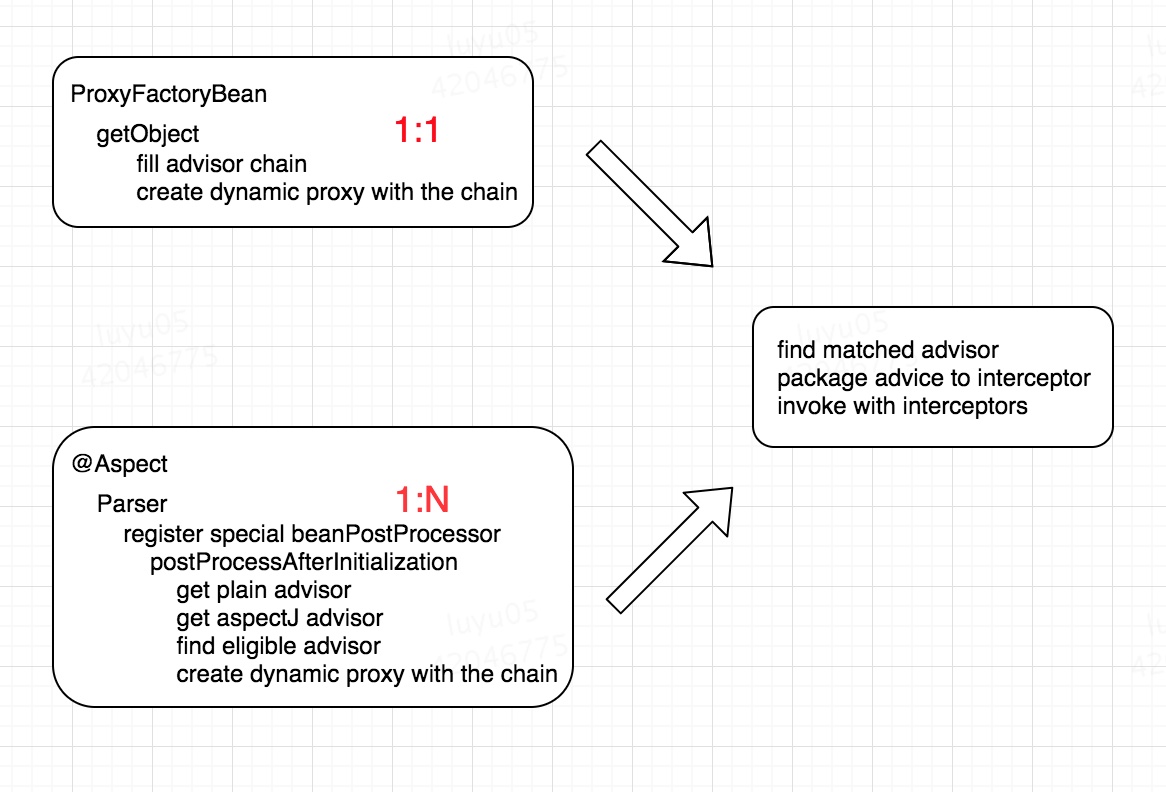 luyu05
42046775
ProxyFactoryBean
getObject
1:1
fill advisor chain
create dynamic proxy with the chain
luyu05
42046775
luyu05
find matched advisor
package advice to interceptor
invoke with interceptors
@Aspect
Parser
1:N
register special beanPostProcessor
postProcessAfterInitialization
get plain advisor
get aspectJ advisor
find eligible advisor
create dynamic proxy with the chain
luyu05
42046775